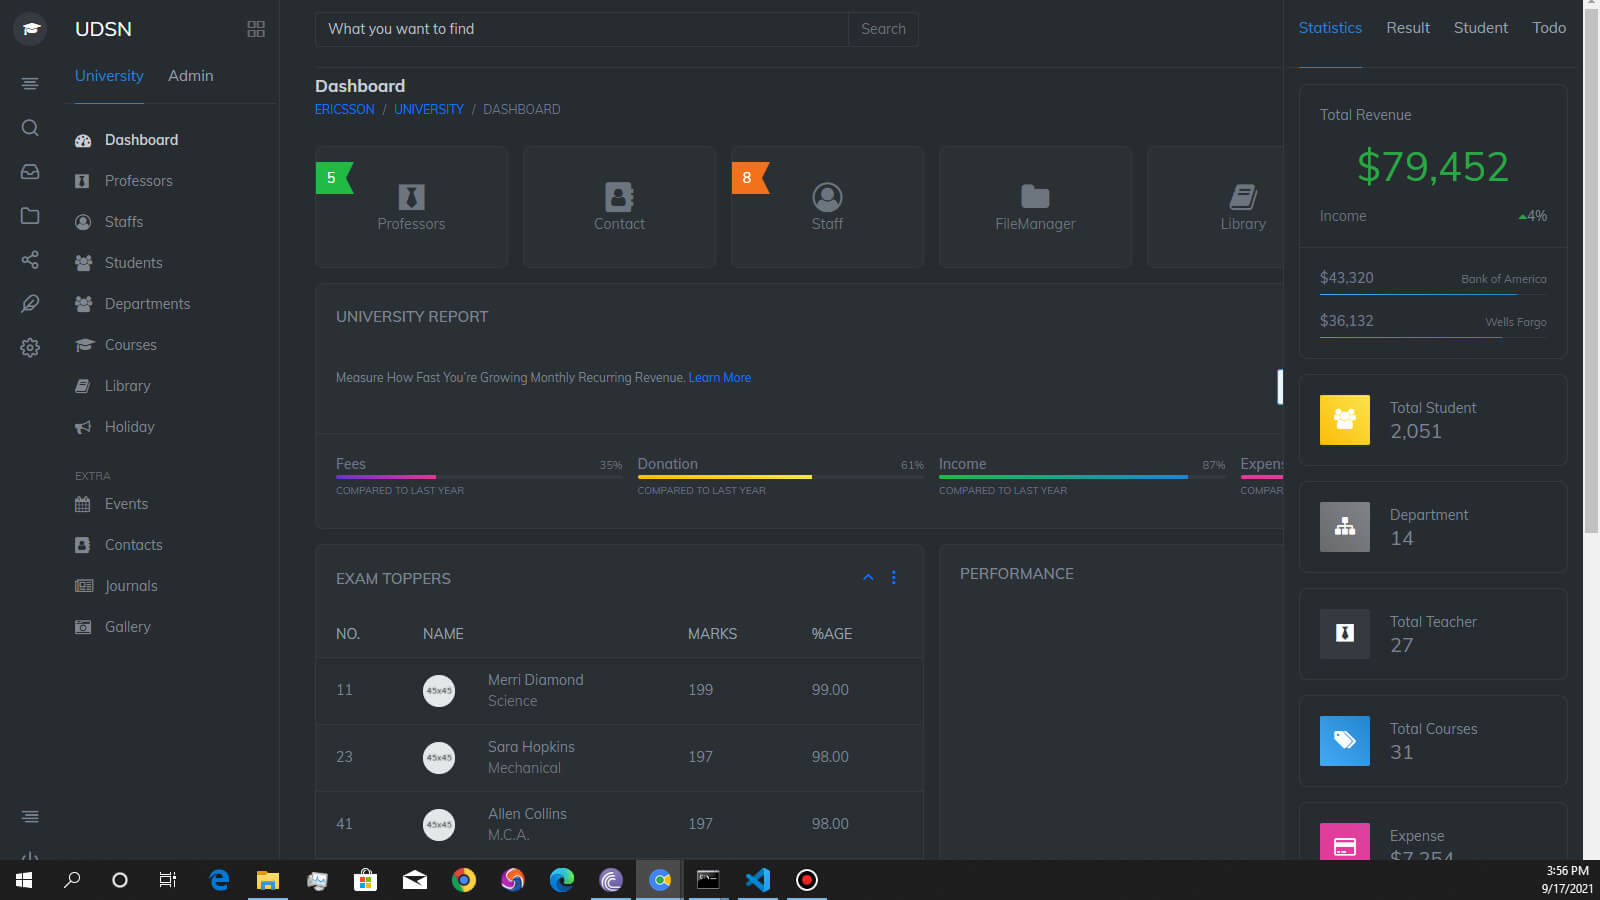 UDSN
University Admin
Dashboard
Professors
Staffs
Students
Departments
Courses
Library
Holiday
EXTRA
Events
Contacts
Journals
Gallery
What you want to find
Search
Dashboard
ERICSSON / UNIVERSITY / DASHBOARD
5
Professors
Contact
8
Staff
FileManager
Library
UNIVERSITY REPORT
Measure How Fast You're Growing Monthly Recurring Revenue. Learn More
Fees 35%
COMPARED TO LAST YEAR
Donation 61%
COMPARED TO LAST YEAR
Income 87%
COMPARED TO LAST YEAR
Expens
COMPAR
EXAM TOPPERS
NO. NAME MARKS %AGE
11 45x45 Merri Diamond 199 99.00
Science
23 45x45 Sara Hopkins 197 98.00
Mechanical
41 45x45 Allen Collins 197 98.00
M.C.A.
PERFORMANCE
Statistics Result Student Todo
Total Revenue
$79,452
Income 4%
$43,320 Bank of America
$36,132 Wells Fargo
Total Student
2,051
Department
14
Total Teacher
27
Total Courses
31
Expense
$7,254
3:56 PM
9/17/2021